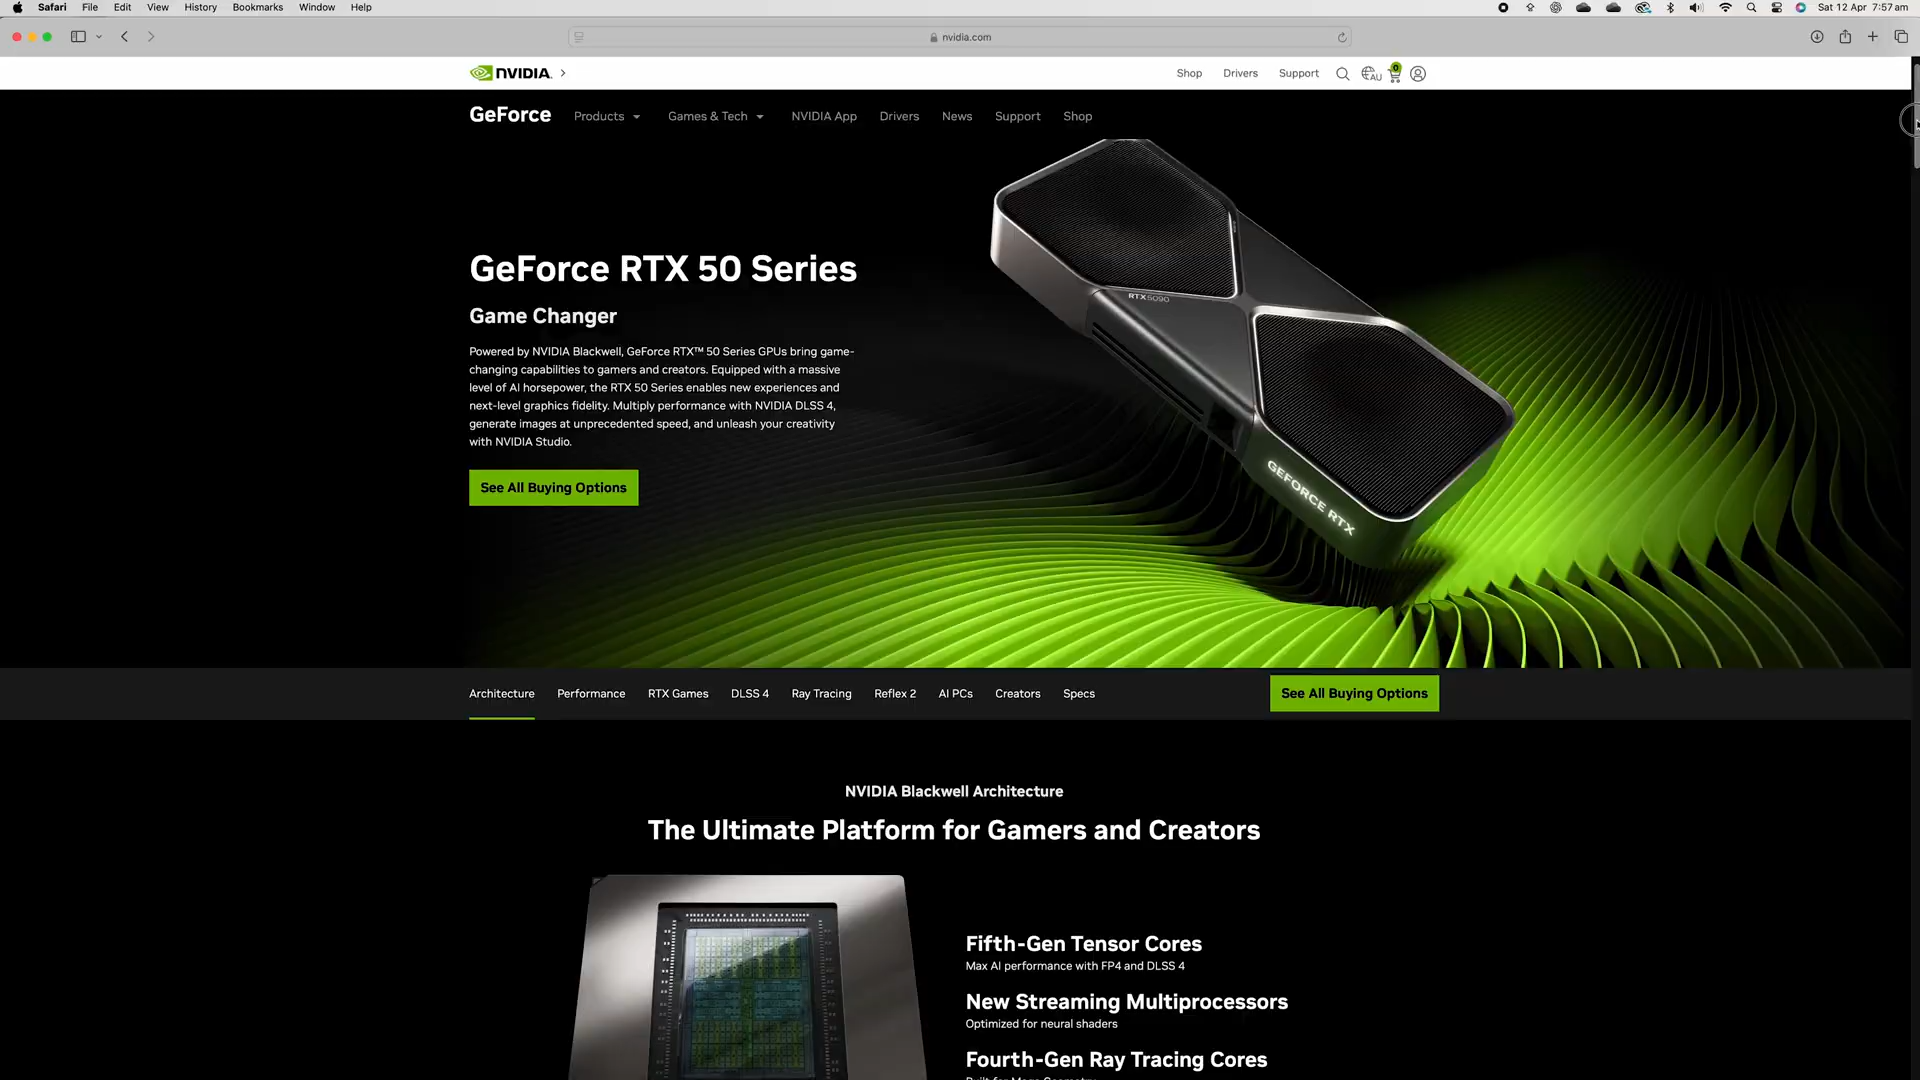 Safari File Edit View History Bookmarks Window Help
Sat 12 Apr 7:57 am
nvidia.com
NVIDIA
Shop Drivers Support AU 0
GeForce Products Games & Tech NVIDIA App Drivers News Support Shop
RTX 5090
GEFORCE RTX
GeForce RTX 50 Series
Game Changer
Powered by NVIDIA Blackwell, GeForce RTX™ 50 Series GPUs bring game-
changing capabilities to gamers and creators. Equipped with a massive
level of AI horsepower, the RTX 50 Series enables new experiences and
next-level graphics fidelity. Multiply performance with NVIDIA DLSS 4,
generate images at unprecedented speed, and unleash your creativity
with NVIDIA Studio.
See All Buying Options
Architecture Performance RTX Games DLSS 4 Ray Tracing Reflex 2 AI PCs Creators Specs
See All Buying Options
NVIDIA Blackwell Architecture
The Ultimate Platform for Gamers and Creators
Fifth-Gen Tensor Cores
Max AI performance with FP4 and DLSS 4
New Streaming Multiprocessors
Optimized for neural shaders
Fourth-Gen Ray Tracing Cores